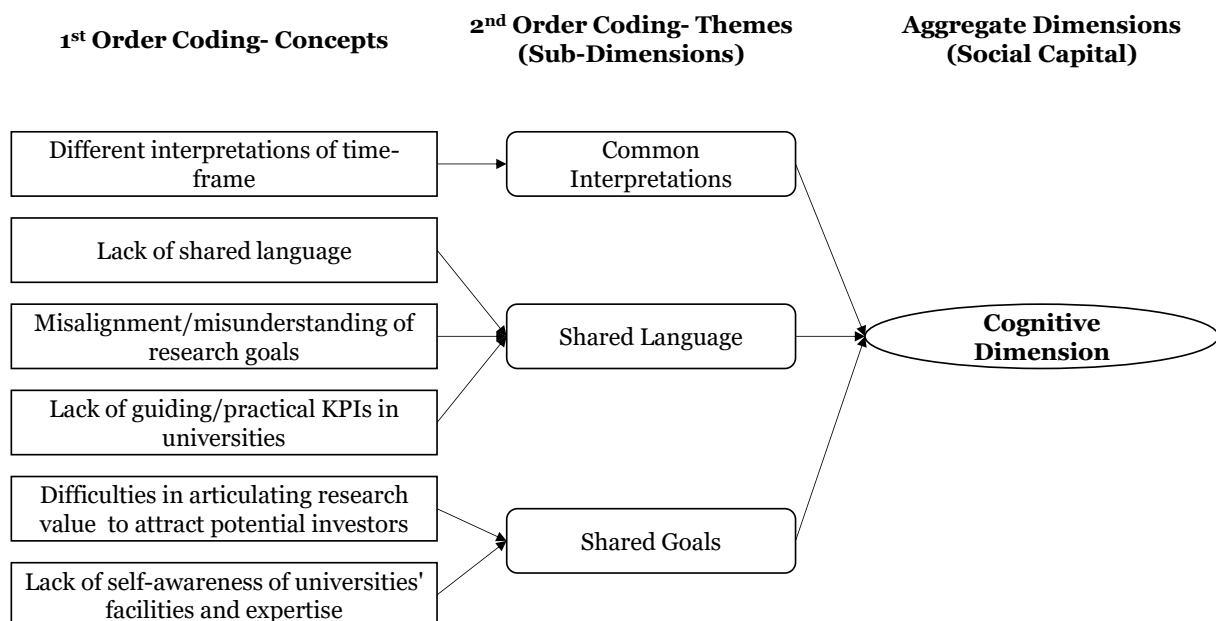 1st Order Coding- Concepts
2nd Order Coding- Themes
(Sub-Dimensions)
Aggregate Dimensions
(Social Capital)
Different interpretations of time-
frame
Common
Interpretations
Lack of shared language
Misalignment/misunderstanding of
research goals
Shared Language
Cognitive
Dimension
Lack of guiding/practical KPIs in
universities
Difficulties in articulating research
value  to attract potential investors
Shared Goals
Lack of self-awareness of universities'
facilities and expertise